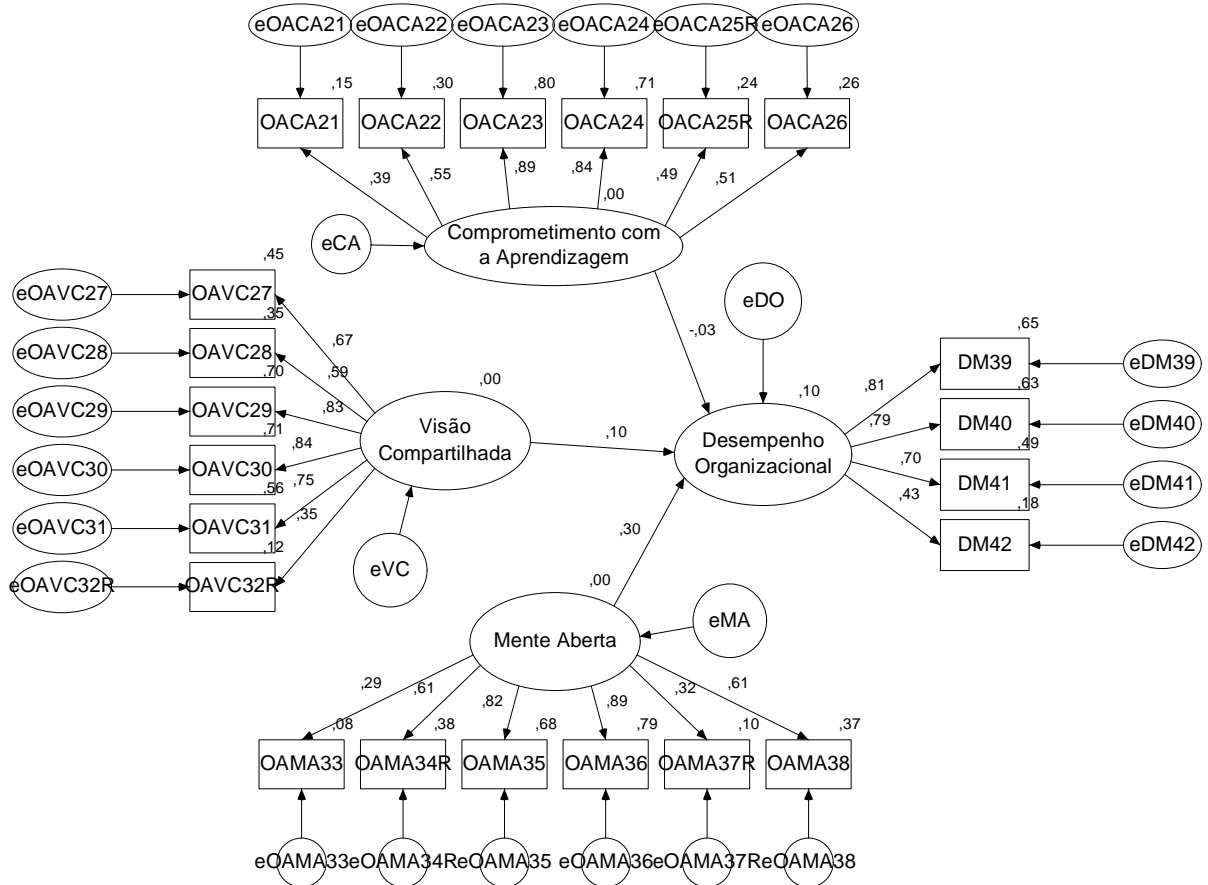 eOACA21 eOACA22 eOACA23 eOACA24 eOACA25R eOACA26
,15 ,30 ,80 ,71 ,24 ,26
OACA21 OACA22 OACA23 OACA24 OACA25R OACA26
,39 ,55 ,89 ,84 ,49 ,51
,00
Comprometimento com
a Aprendizagem
eCA
-,03
eDO
eOAVC27 OAVC27 ,45
eOAVC28 OAVC28 ,35
eOAVC29 OAVC29 ,70
eOAVC30 OAVC30 ,71
eOAVC31 OAVC31 ,56
eOAVC32R OAVC32R ,12
,67
,59
,83
,84
,75
,35
,00
Visão
Compartilhada
eVC
,10
,10
Desempenho
Organizacional
,81
,79
,70
,43
,65
DM39 eDM39
,63
DM40 eDM40
,49
DM41 eDM41
,18
DM42 eDM42
,30
,00
Mente Aberta
eMA
,29 ,61 ,82 ,89 ,32 ,61
,08 ,38 ,68 ,79 ,10 ,37
OAMA33 OAMA34R OAMA35 OAMA36 OAMA37R OAMA38
eOAMA33 eOAMA34R eOAMA35 eOAMA36 eOAMA37R eOAMA38